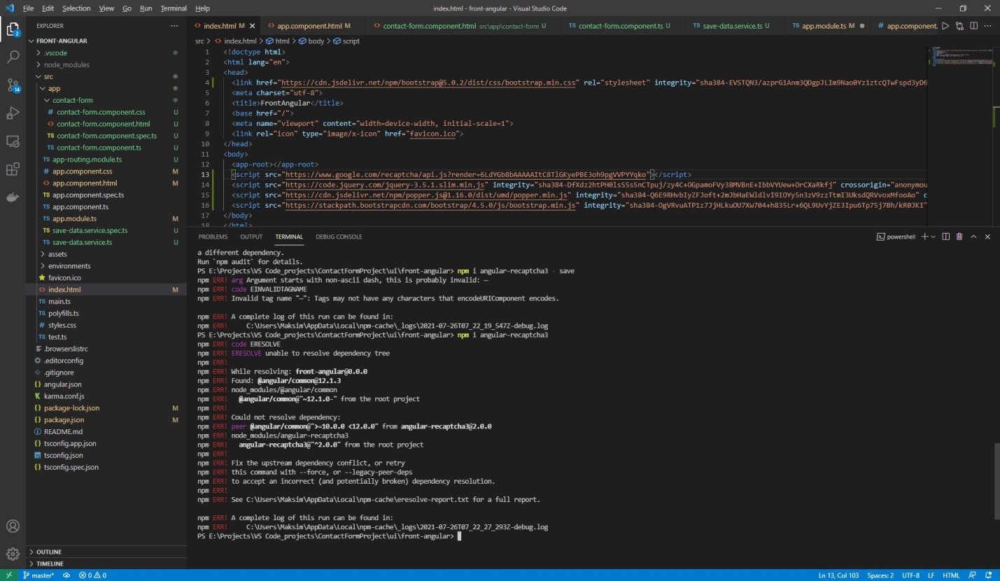 File Edit Selection View Go Run Terminal Help
index.html - front-angular - Visual Studio Code
EXPLORER
index.html M
app.component.html M
contact-form.component.html src\app\contact-form U
TS contact-form.component.ts U
TS save-data.service.ts U
TS app.module.ts M
# app.component.
2
14
FRONT-ANGULAR
.vscode
node_modules
src
app
contact-form
# contact-form.component.css U
contact-form.component.html U
TS contact-form.component.spec.ts U
TS contact-form.component.ts U
TS app-routing.module.ts U
# app.component.css M
app.component.html M
TS app.component.spec.ts
TS app.component.ts
TS app.module.ts M
TS save-data.service.spec.ts U
TS save-data.service.ts U
assets
environments
favicon.ico
index.html M
TS main.ts
TS polyfills.ts
# styles.css
TS test.ts
.browserslistrc
.editorconfig
.gitignore
angular.json
karma.conf.js
package-lock.json M
package.json M
README.md
tsconfig.app.json
tsconfig.json
tsconfig.spec.json
OUTLINE
TIMELINE
src > index.html > html > body > script
1 <!doctype html>
2 <html lang="en">
3 <head>
4 <link href="https://cdn.jsdelivr.net/npm/bootstrap@5.0.2/dist/css/bootstrap.min.css" rel="stylesheet" integrity="sha384-EVSTQN3/azprG1Anm3QDgpJLIm9Nao0Yz1ztcQTwFspd3yD6
5 <meta charset="utf-8">
6 <title>FrontAngular</title>
7 <base href="/">
8 <meta name="viewport" content="width=device-width, initial-scale=1">
9 <link rel="icon" type="image/x-icon" href="favicon.ico">
10 </head>
11 <body>
12 <app-root></app-root>
13 <script src="https://www.google.com/recaptcha/api.js?render=6LdYGb8bAAAAAItC8TlGKyePBE3oh9pgVVPYYqko"></script>
14 <script src="https://code.jquery.com/jquery-3.5.1.slim.min.js" integrity="sha384-DfXdz2htPH0lsSSs5nCTpuj/zy4C+OGpamoFVy38MVBnE+IbbVYUew+OrCXaRkfj" crossorigin="anonymou
15 <script src="https://cdn.jsdelivr.net/npm/popper.js@1.16.0/dist/umd/popper.min.js" integrity="sha384-Q6E9RHvbIyZFJoft+2mJbHaEWldlvI9IOYy5n3zV9zzTtmI3UksdQRVvoxMfooAo" c
16 <script src="https://stackpath.bootstrapcdn.com/bootstrap/4.5.0/js/bootstrap.min.js" integrity="sha384-OgVRvuATP1z7JjHLkuOU7Xw704+h835Lr+6QL9UvYjZE3Ipu6Tp75j7Bh/kR0JKI"
17 </body>
18 </html>
PROBLEMS OUTPUT TERMINAL DEBUG CONSOLE
powershell
a different dependency.
Run `npm audit` for details.
PS E:\Projects\VS Code_projects\ContactFormProject\ui\front-angular> npm i angular-recaptcha3 - save
npm ERR! arg Argument starts with non-ascii dash, this is probably invalid: —
npm ERR! code EINVALIDTAGNAME
npm ERR! Invalid tag name "—": Tags may not have any characters that encodeURIComponent encodes.
npm ERR! A complete log of this run can be found in:
npm ERR! C:\Users\Maksim\AppData\Local\npm-cache\_logs\2021-07-26T07_22_19_547Z-debug.log
PS E:\Projects\VS Code_projects\ContactFormProject\ui\front-angular> npm i angular-recaptcha3
npm ERR! code ERESOLVE
npm ERR! ERESOLVE unable to resolve dependency tree
npm ERR!
npm ERR! While resolving: front-angular@0.0.0
npm ERR! Found: @angular/common@12.1.3
npm ERR! node_modules/@angular/common
npm ERR! @angular/common@"~12.1.0-" from the root project
npm ERR!
npm ERR! Could not resolve dependency:
npm ERR! peer @angular/common@">=10.0.0 <12.0.0" from angular-recaptcha3@2.0.0
npm ERR! node_modules/angular-recaptcha3
npm ERR! angular-recaptcha3@"^2.0.0" from the root project
npm ERR!
npm ERR! Fix the upstream dependency conflict, or retry
npm ERR! this command with --force, or --legacy-peer-deps
npm ERR! to accept an incorrect (and potentially broken) dependency resolution.
npm ERR!
npm ERR! See C:\Users\Maksim\AppData\Local\npm-cache\eresolve-report.txt for a full report.
npm ERR! A complete log of this run can be found in:
npm ERR! C:\Users\Maksim\AppData\Local\npm-cache\_logs\2021-07-26T07_22_27_293Z-debug.log
PS E:\Projects\VS Code_projects\ContactFormProject\ui\front-angular>
master* 0 0
Ln 13, Col 103 Spaces: 2 UTF-8 LF HTML